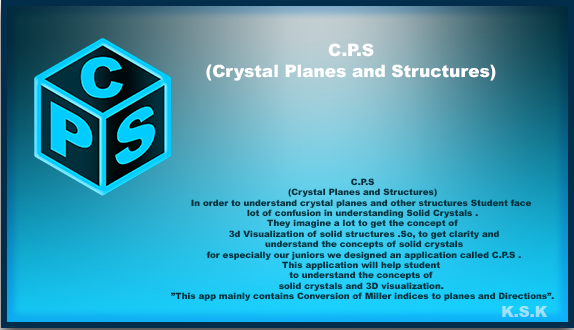 C.P.S
(Crystal Planes and Structures)
C
P
S
C.P.S
(Crystal Planes and Structures)
In order to understand crystal planes and other structures Student face
lot of confusion in understanding Solid Crystals .
They imagine a lot to get the concept of
3d Visualization of solid structures .So, to get clarity and
understand the concepts of solid crystals
for especially our juniors we designed an application called C.P.S .
This application will help student
to understand the concepts of
solid crystals and 3D visualization.
”This app mainly contains Conversion of Miller indices to planes and Directions”.
K.S.K